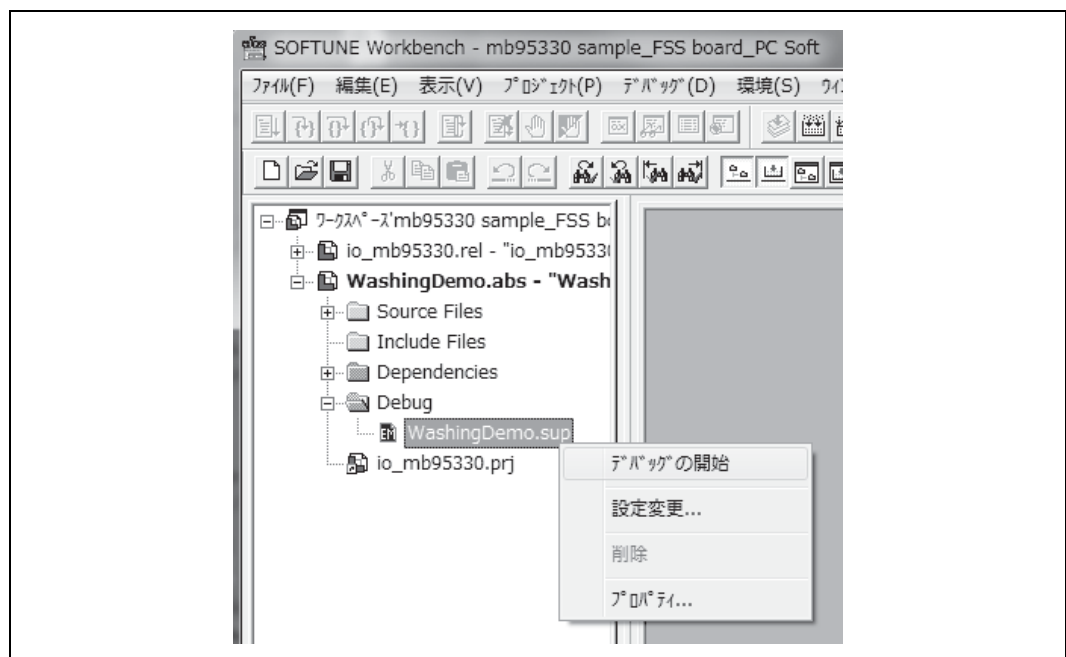 SOFTUNE Workbench - mb95330 sample_FSS board_PC Soft
ﾌｧｲﾙ(F) 編集(E) 表示(V) ﾌﾟﾛｼﾞｪｸﾄ(P) ﾃﾞﾊﾞｯｸﾞ(D) 環境(S)
ﾜｰｸｽﾍﾟｰｽ'mb95330 sample_FSS
io_mb95330.rel - "io_mb9533
WashingDemo.abs - "Wash
Source Files
Include Files
Dependencies
Debug
EM WashingDemo.sup
io_mb95330.prj
ﾃﾞﾊﾞｯｸﾞの開始
設定変更...
削除
ﾌﾟﾛﾊﾟﾃｨ...